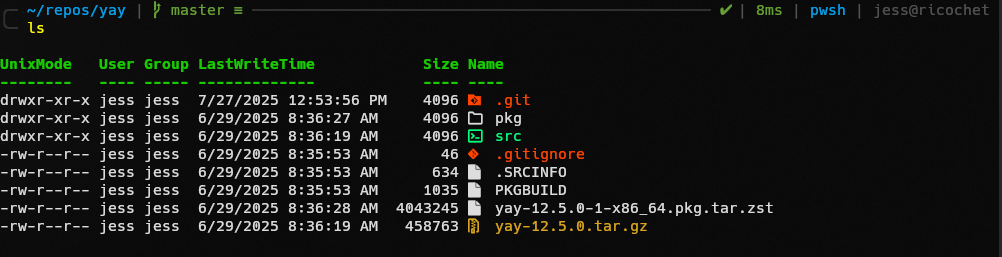 ~/repos/yay | master ≡ ✔ | 8ms | pwsh | jess@ricochet
ls
UnixMode User Group LastWriteTime Size Name
-------- ---- ----- ------------- ---- ----
drwxr-xr-x jess jess 7/27/2025 12:53:56 PM 4096 .git
drwxr-xr-x jess jess 6/29/2025 8:36:27 AM 4096 pkg
drwxr-xr-x jess jess 6/29/2025 8:36:19 AM 4096 src
-rw-r--r-- jess jess 6/29/2025 8:35:53 AM 46 .gitignore
-rw-r--r-- jess jess 6/29/2025 8:35:53 AM 634 .SRCINFO
-rw-r--r-- jess jess 6/29/2025 8:35:53 AM 1035 PKGBUILD
-rw-r--r-- jess jess 6/29/2025 8:36:28 AM 4043245 yay-12.5.0-1-x86_64.pkg.tar.zst
-rw-r--r-- jess jess 6/29/2025 8:36:19 AM 458763 yay-12.5.0.tar.gz